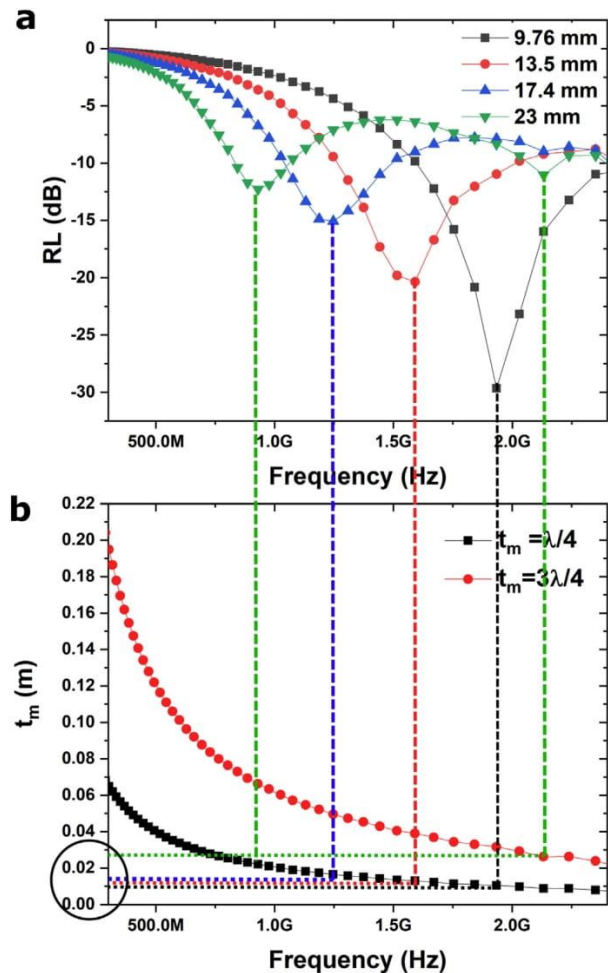 a
9.76 mm
13.5 mm
17.4 mm
23 mm
0
-5
-10
-15
-20
-25
-30
RL (dB)
500.0M 1.0G 1.5G 2.0G
Frequency (Hz)
b
t_m =λ/4
t_m=3λ/4
0.22
0.20
0.18
0.16
0.14
0.12
0.10
0.08
0.06
0.04
0.02
0.00
t_m (m)
500.0M 1.0G 1.5G 2.0G
Frequency (Hz)